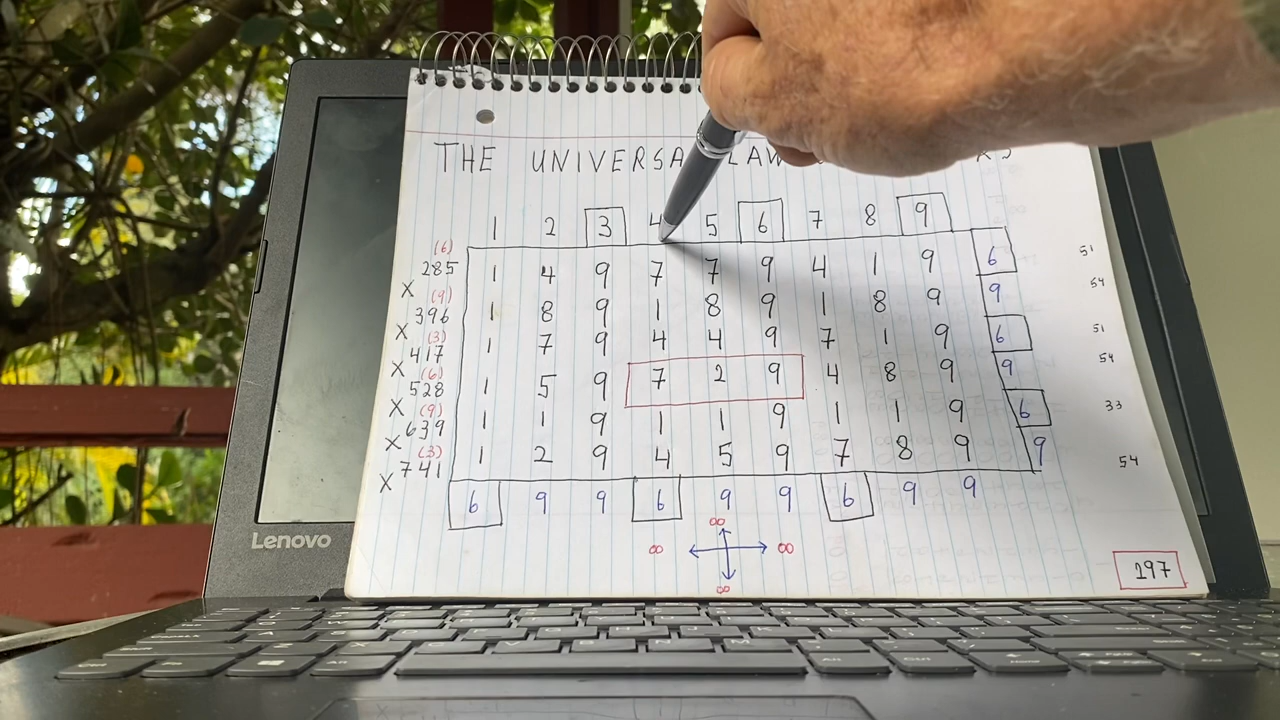 THE UNIVERSA LAW
1 2 3 4 5 6 7 8 9
(6)
285 1 4 9 7 7 9 4 1 9 6 51
X (9)
396 1 8 9 1 8 9 1 8 9 9 54
X (3)
417 1 7 9 4 4 9 7 1 9 6 51
X (6)
528 1 5 9 7 2 9 4 8 9 9 54
X (9)
639 1 1 9 1 1 9 1 1 9 6 33
X (3)
741 1 2 9 4 5 9 7 8 9 9 54
X
6 9 9 6 9 9 6 9 9
∞
∞ ∞
∞
197
Lenovo